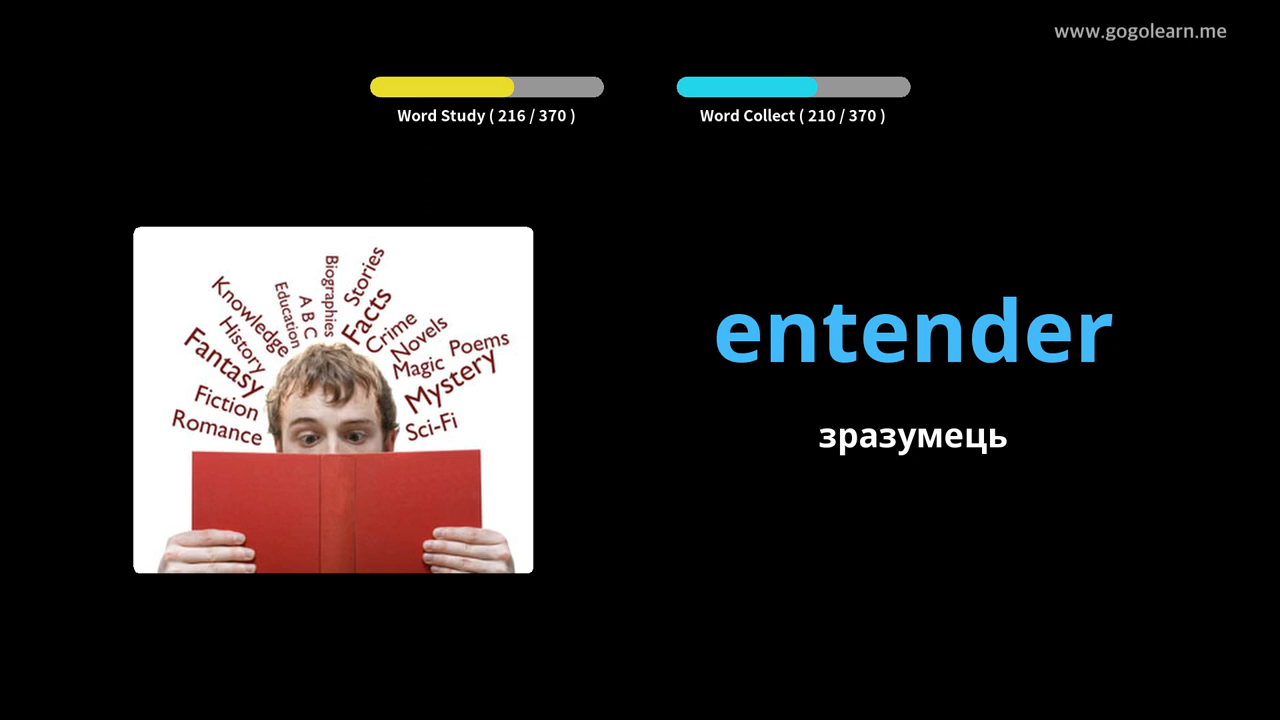 www.gogolearn.me
Word Study ( 216 / 370 )
Word Collect ( 210 / 370 )
Biographies
Stories
Education
A B C
Facts
Knowledge
History
Crime
Novels
Fantasy
Magic
Poems
Mystery
Fiction
Romance
Sci-Fi
entender
зразумець